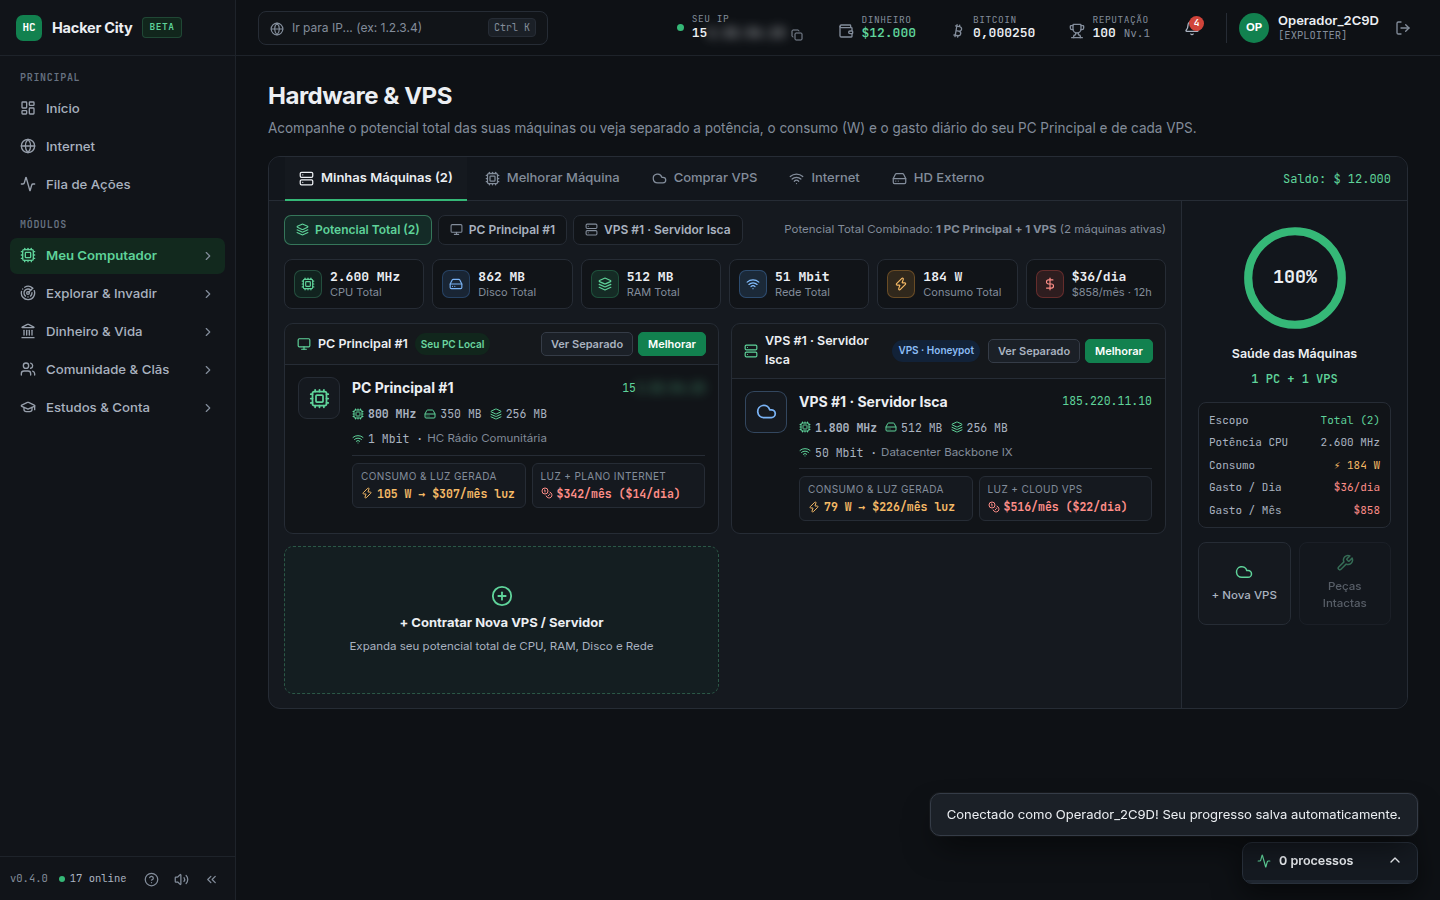 HC Hacker City BETA
Ir para IP... (ex: 1.2.3.4) Ctrl K
SEU IP
15
DINHEIRO
$12.000
BITCOIN
0,000250
REPUTAÇÃO
100 Nv.1
4
OP
Operador_2C9D
[EXPLOITER]
PRINCIPAL
Início
Internet
Fila de Ações
MÓDULOS
Meu Computador
Explorar & Invadir
Dinheiro & Vida
Comunidade & Clãs
Estudos & Conta
v0.4.0 17 online
Hardware & VPS
Acompanhe o potencial total das suas máquinas ou veja separado a potência, o consumo (W) e o gasto diário do seu PC Principal e de cada VPS.
Minhas Máquinas (2) Melhorar Máquina Comprar VPS Internet HD Externo Saldo: $ 12.000
Potencial Total (2) PC Principal #1 VPS #1 · Servidor Isca Potencial Total Combinado: 1 PC Principal + 1 VPS (2 máquinas ativas)
2.600 MHz
CPU Total
862 MB
Disco Total
512 MB
RAM Total
51 Mbit
Rede Total
184 W
Consumo Total
$36/dia
$858/mês · 12h
PC Principal #1 Seu PC Local Ver Separado Melhorar
PC Principal #1 15
800 MHz 350 MB 256 MB
1 Mbit · HC Rádio Comunitária
CONSUMO & LUZ GERADA
105 W → $307/mês luz
LUZ + PLANO INTERNET
$342/mês ($14/dia)
VPS #1 · Servidor
Isca
VPS · Honeypot Ver Separado Melhorar
VPS #1 · Servidor Isca 185.220.11.10
1.800 MHz 512 MB 256 MB
50 Mbit · Datacenter Backbone IX
CONSUMO & LUZ GERADA
79 W → $226/mês luz
LUZ + CLOUD VPS
$516/mês ($22/dia)
+ Contratar Nova VPS / Servidor
Expanda seu potencial total de CPU, RAM, Disco e Rede
100%
Saúde das Máquinas
1 PC + 1 VPS
Escopo Total (2)
Potência CPU 2.600 MHz
Consumo ⚡ 184 W
Gasto / Dia $36/dia
Gasto / Mês $858
+ Nova VPS
Peças
Intactas
Conectado como Operador_2C9D! Seu progresso salva automaticamente.
0 processos